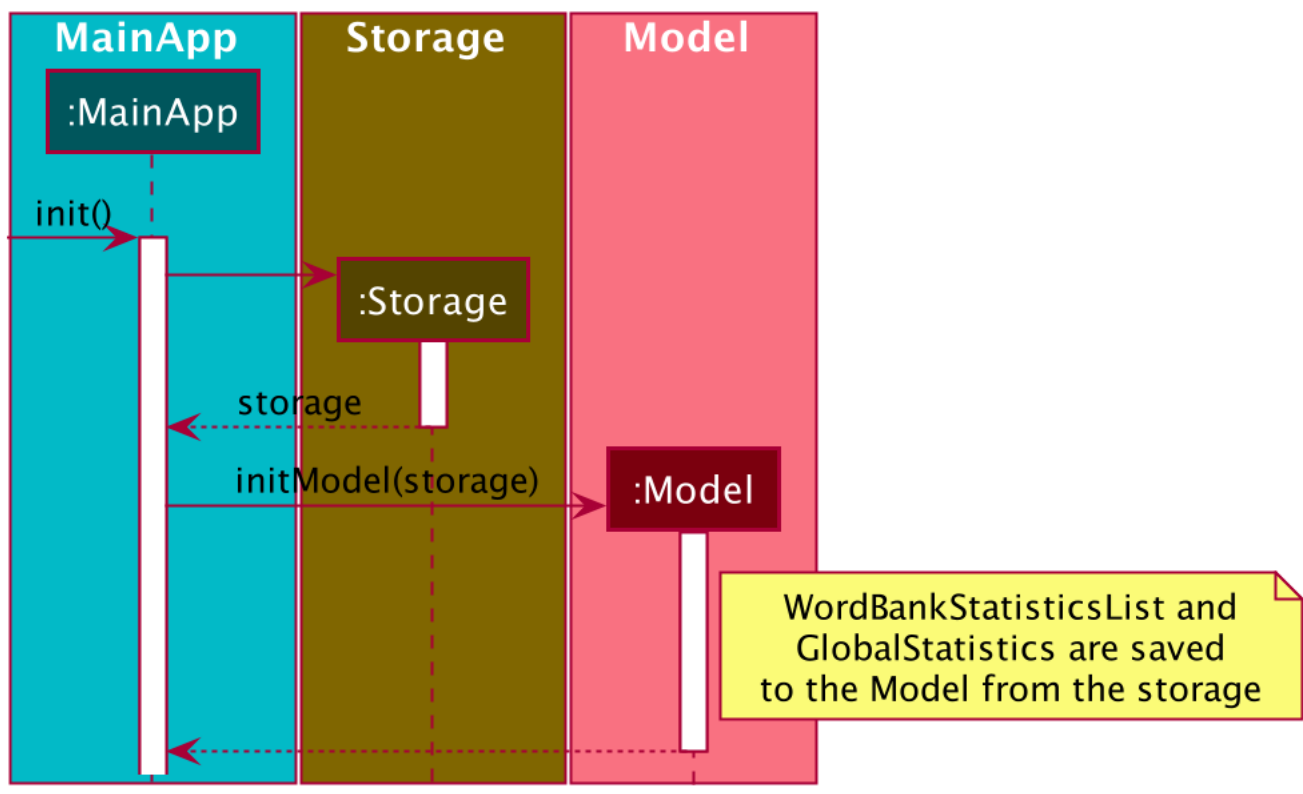 MainApp
Storage
Model
:MainApp
init()
:Storage
storage
initModel(storage)
:Model
WordBankStatisticsList and
GlobalStatistics are saved
to the Model from the storage